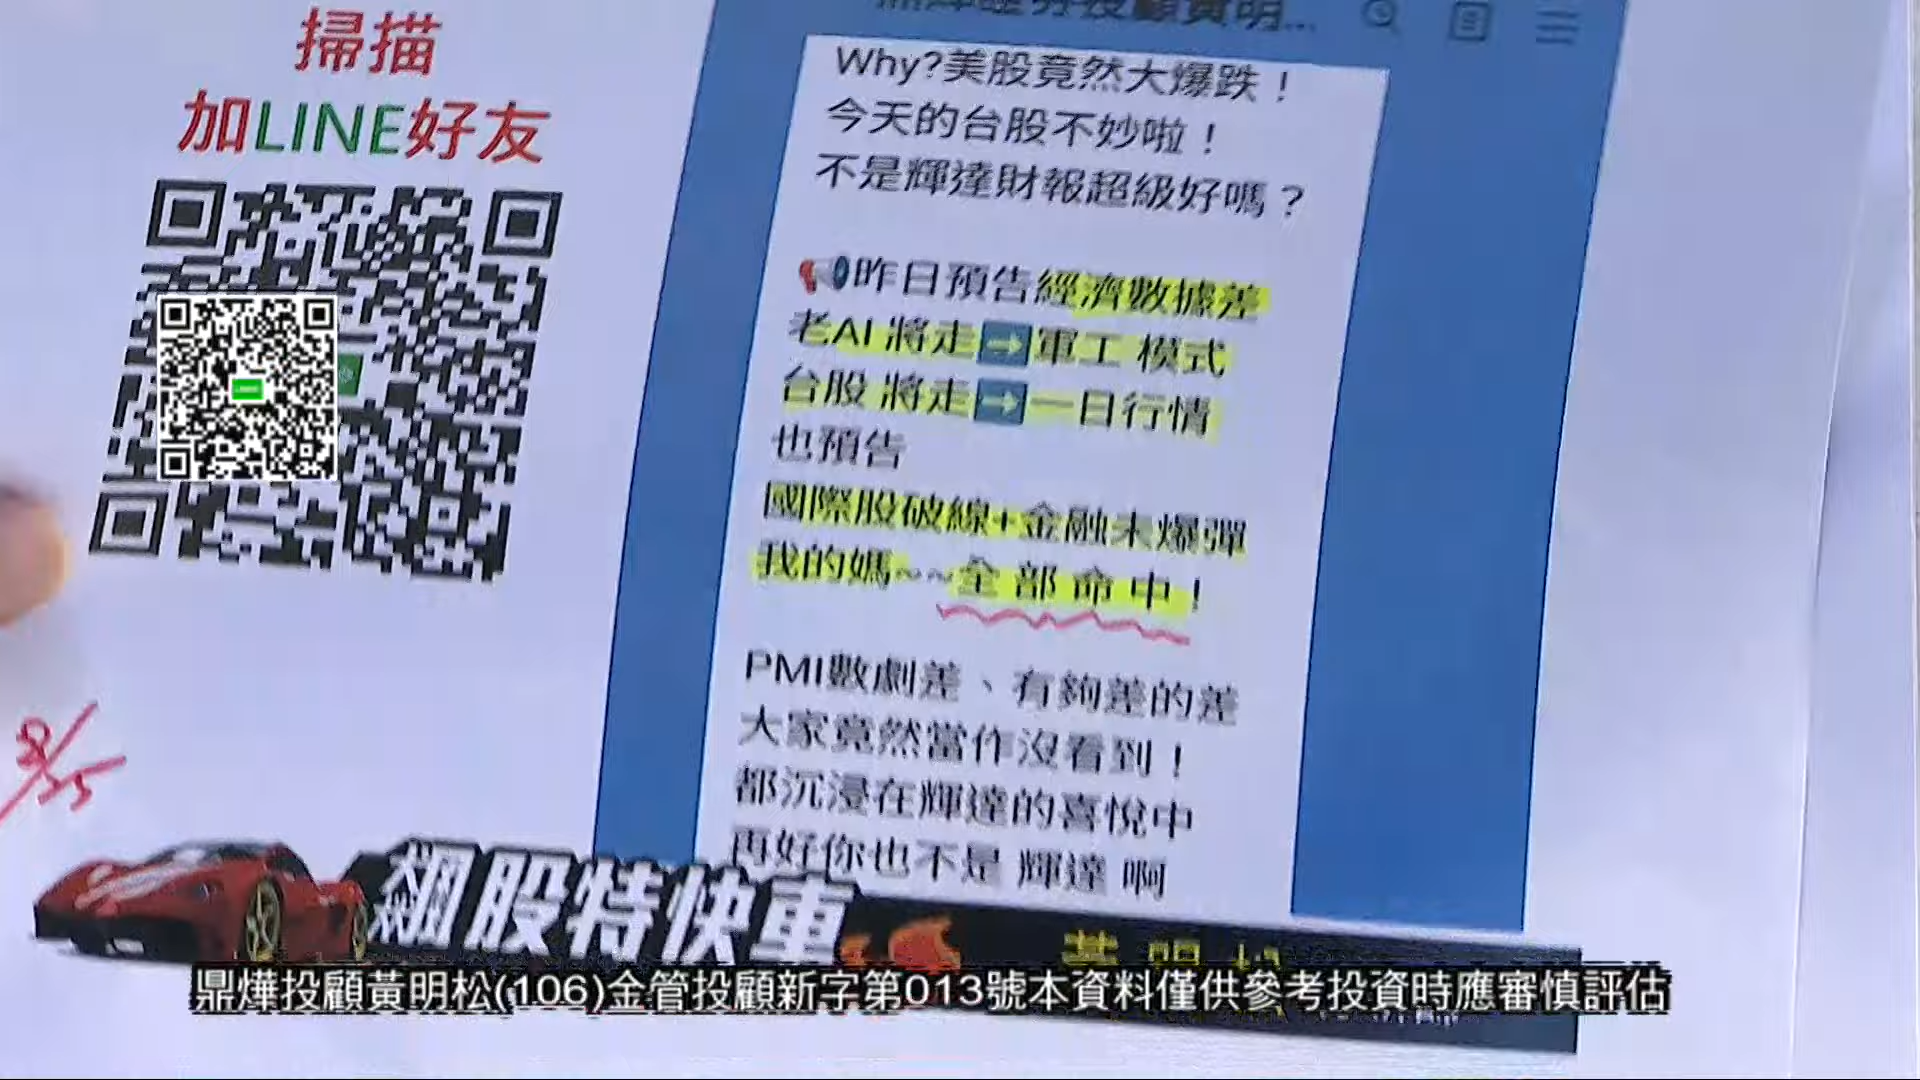 掃描
加LINE好友
Why?美股竟然大爆跌！
今天的台股不妙啦！
不是輝達財報超級好嗎？
昨日預告經濟數據差
老AI 將走➡軍工 模式
台股 將走➡一日行情
也預告
國際股破線+金融未爆彈
我的媽~~全 部 命 中！
PMI數劇差、有夠差的差
大家竟然當作沒看到！
都沉浸在輝達的喜悅中
再好你也不是 輝達 啊
8/25
飆股特快車
鼎燁投顧黃明松(106)金管投顧新字第013號本資料僅供參考投資時應審慎評估